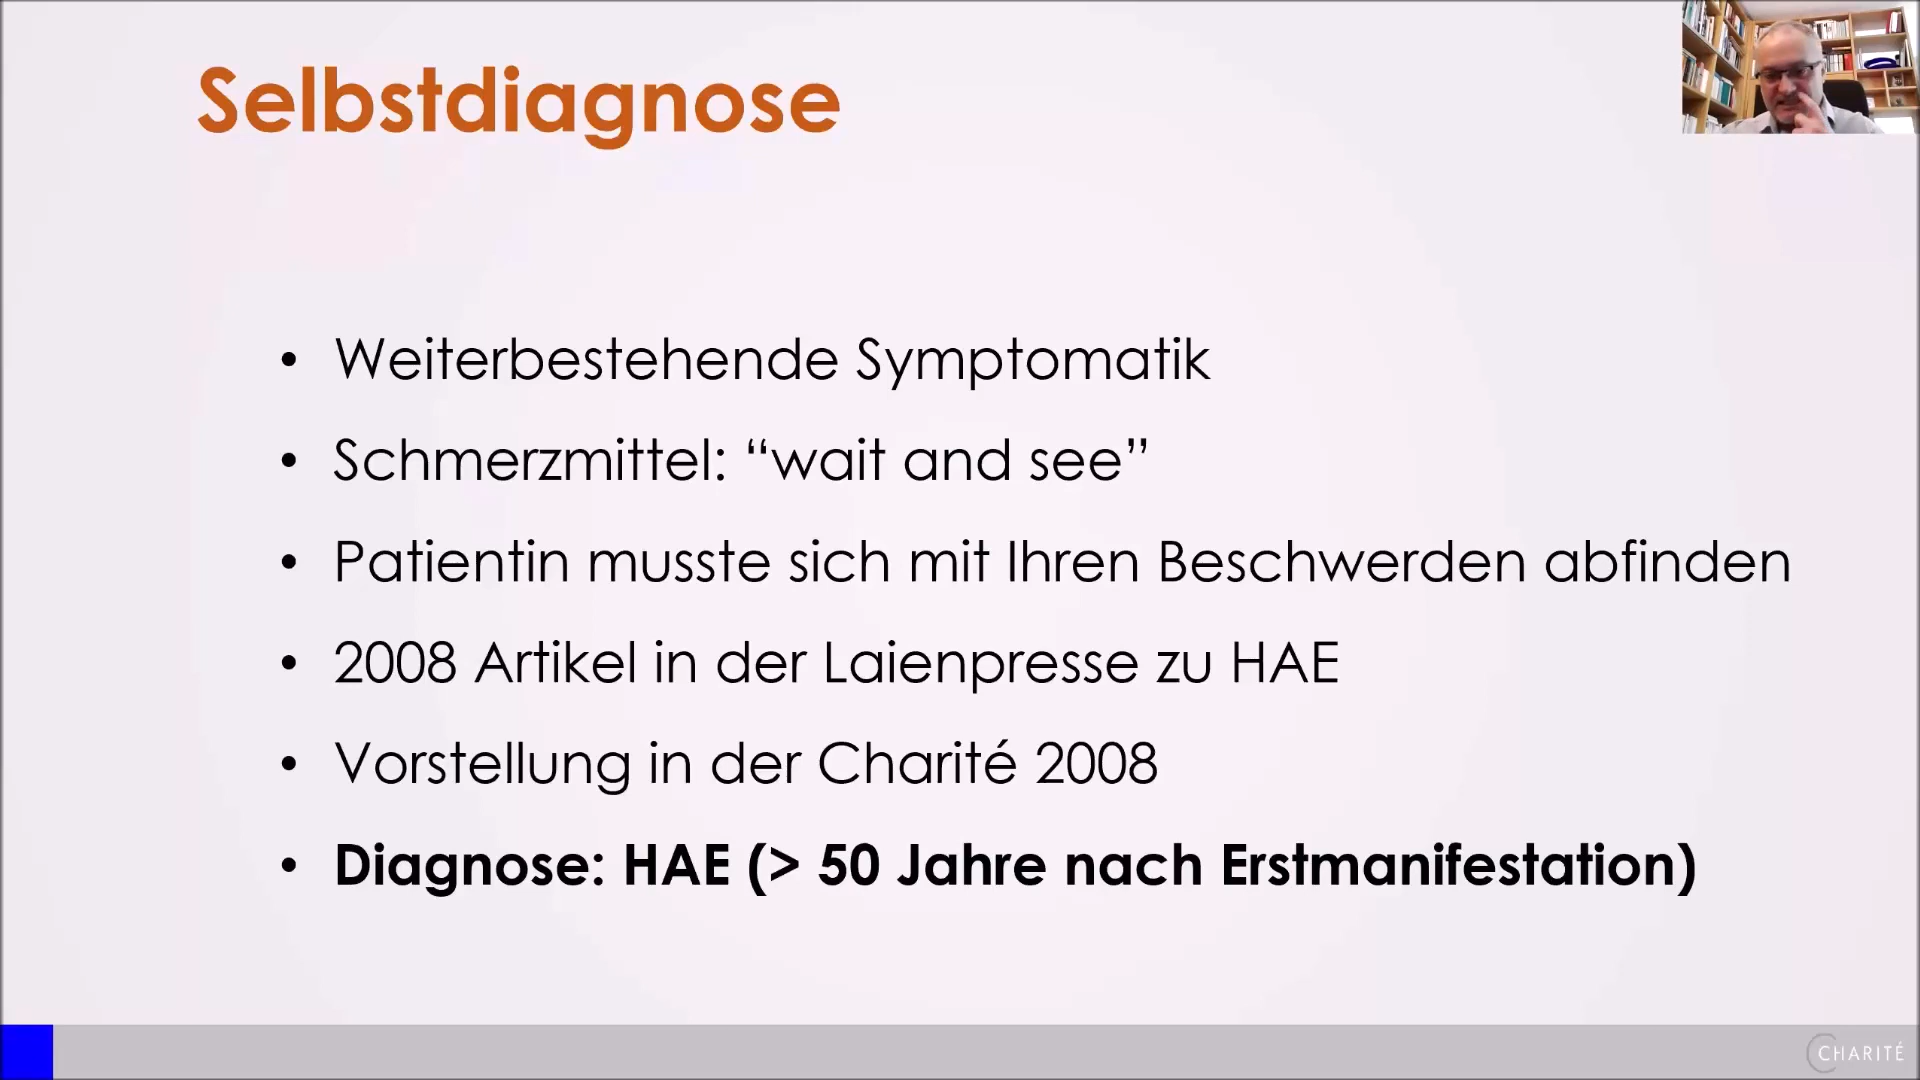 Selbstdiagnose
• Weiterbestehende Symptomatik
• Schmerzmittel: “wait and see”
• Patientin musste sich mit Ihren Beschwerden abfinden
• 2008 Artikel in der Laienpresse zu HAE
• Vorstellung in der Charité 2008
• Diagnose: HAE (> 50 Jahre nach Erstmanifestation)
CHARITÉ